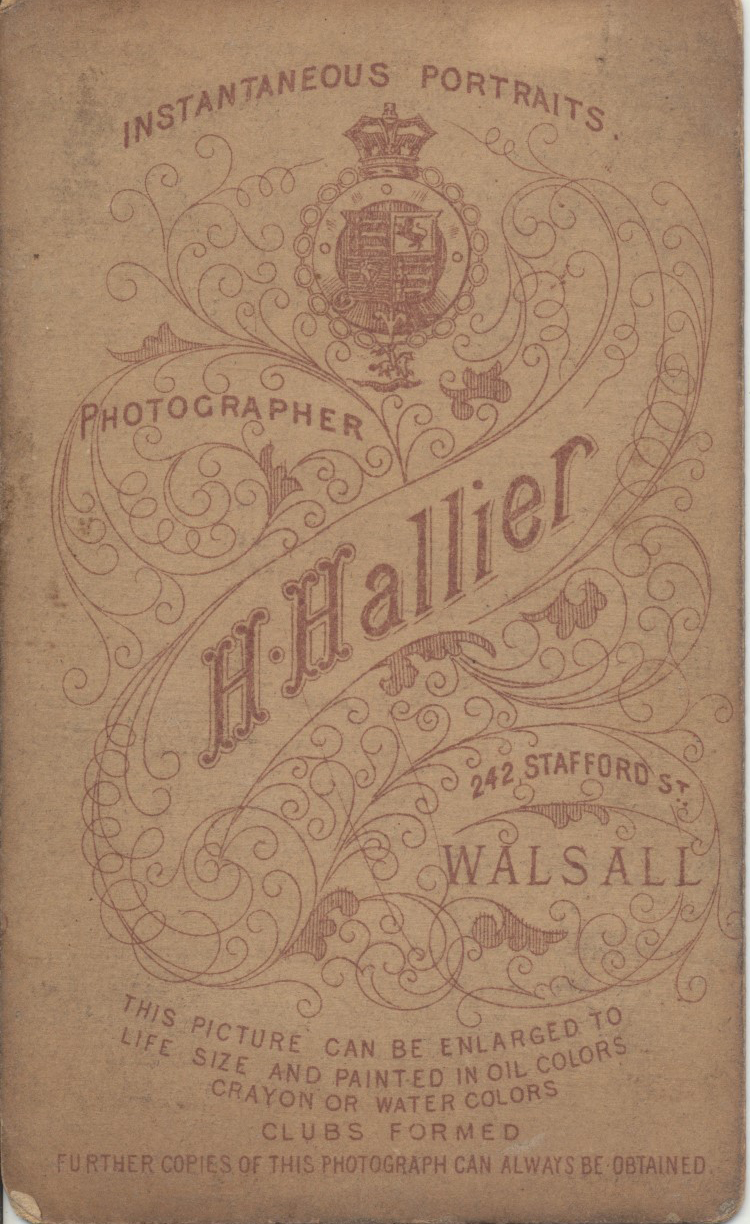 INSTANTANEOUS PORTRAITS.
PHOTOGRAPHER
H. Hallier
242, STAFFORD ST.
WALSALL
THIS PICTURE CAN BE ENLARGED TO
LIFE SIZE AND PAINTED IN OIL COLORS
CRAYON OR WATER COLORS
CLUBS FORMED
FURTHER COPIES OF THIS PHOTOGRAPH CAN ALWAYS BE OBTAINED.